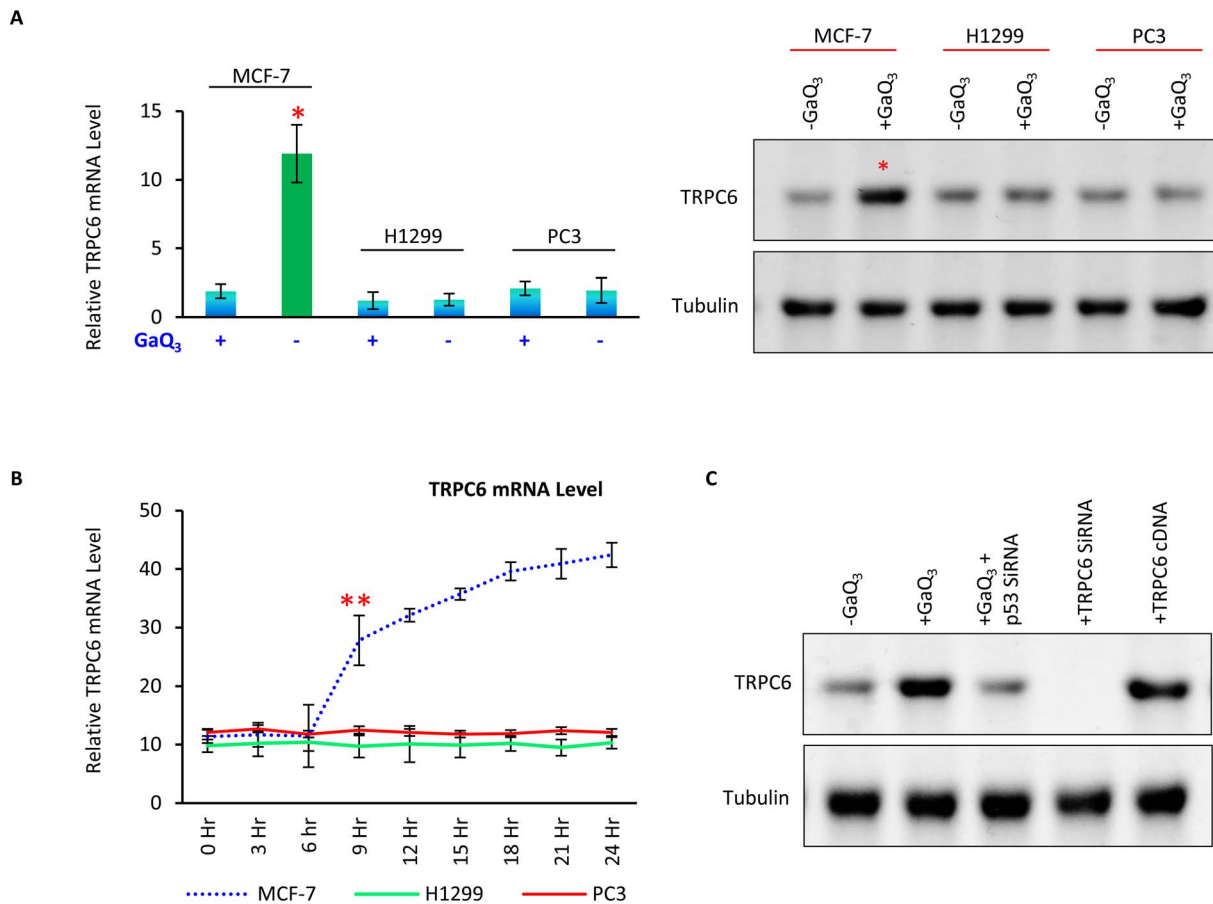 A
MCF-7
H1299
PC3
Relative TRPC6 mRNA Level
15
10
5
0
*
GaQ3 + - + - + -
MCF-7 H1299 PC3
-GaQ3 +GaQ3 -GaQ3 +GaQ3 -GaQ3 +GaQ3
*
TRPC6
Tubulin
B
TRPC6 mRNA Level
Relative TRPC6 mRNA Level
50
40
30
20
10
0
**
0 Hr 3 Hr 6 hr 9 Hr 12 Hr 15 Hr 18 Hr 21 Hr 24 Hr
MCF-7 H1299 PC3
C
-GaQ3
+GaQ3
+GaQ3 +
p53 SiRNA
+TRPC6 SiRNA
+TRPC6 cDNA
TRPC6
Tubulin